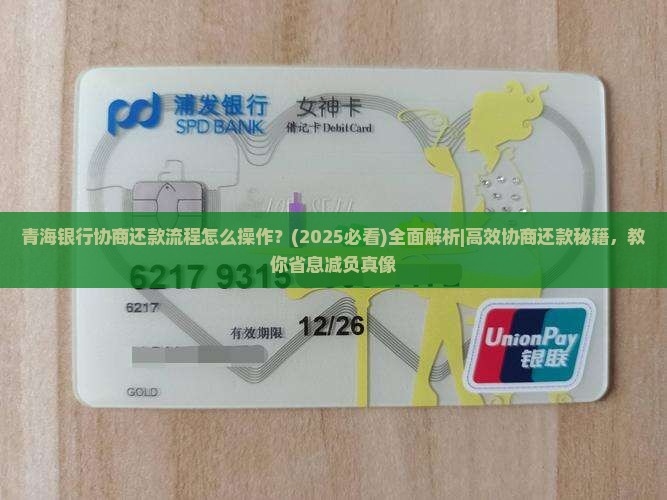 浦发银行
SPD BANK
女神卡
借记卡 Debit Card
青海银行协商还款流程怎么操作？(2025必看)全面解析|高效协商还款秘籍，教
你省息减负真像
6217 9315
6217
有效期限 12/26
GOLD
UnionPay
银联